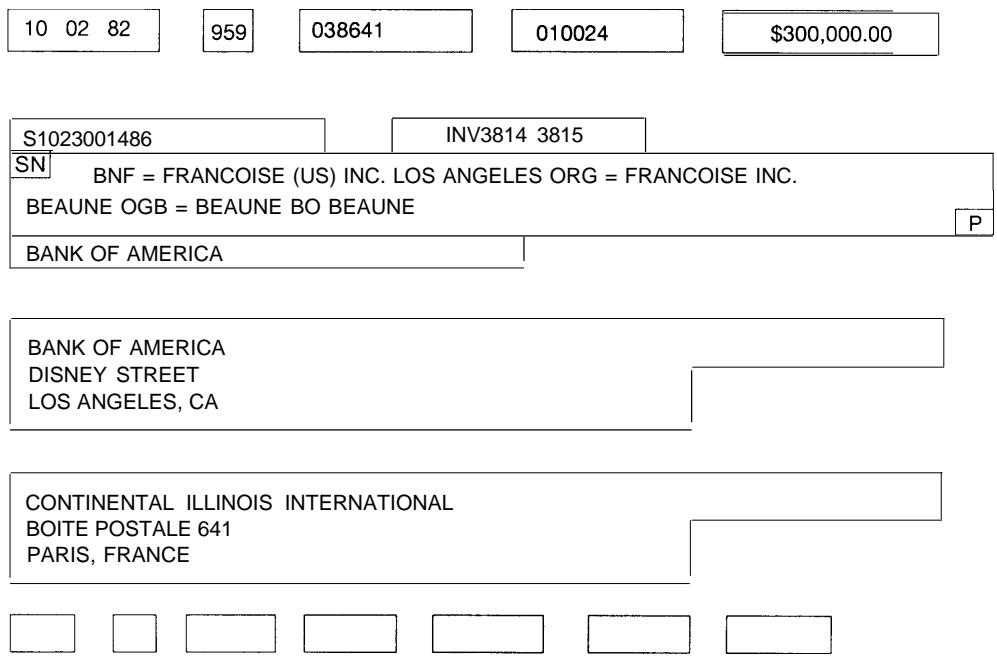 10 02 82 959 038641 010024 $300,000.00
S1023001486 INV3814 3815
SN BNF = FRANCOISE (US) INC. LOS ANGELES ORG = FRANCOISE INC.
BEAUNE OGB = BEAUNE BO BEAUNE
P
BANK OF AMERICA
BANK OF AMERICA
DISNEY STREET
LOS ANGELES, CA
CONTINENTAL ILLINOIS INTERNATIONAL
BOITE POSTALE 641
PARIS, FRANCE